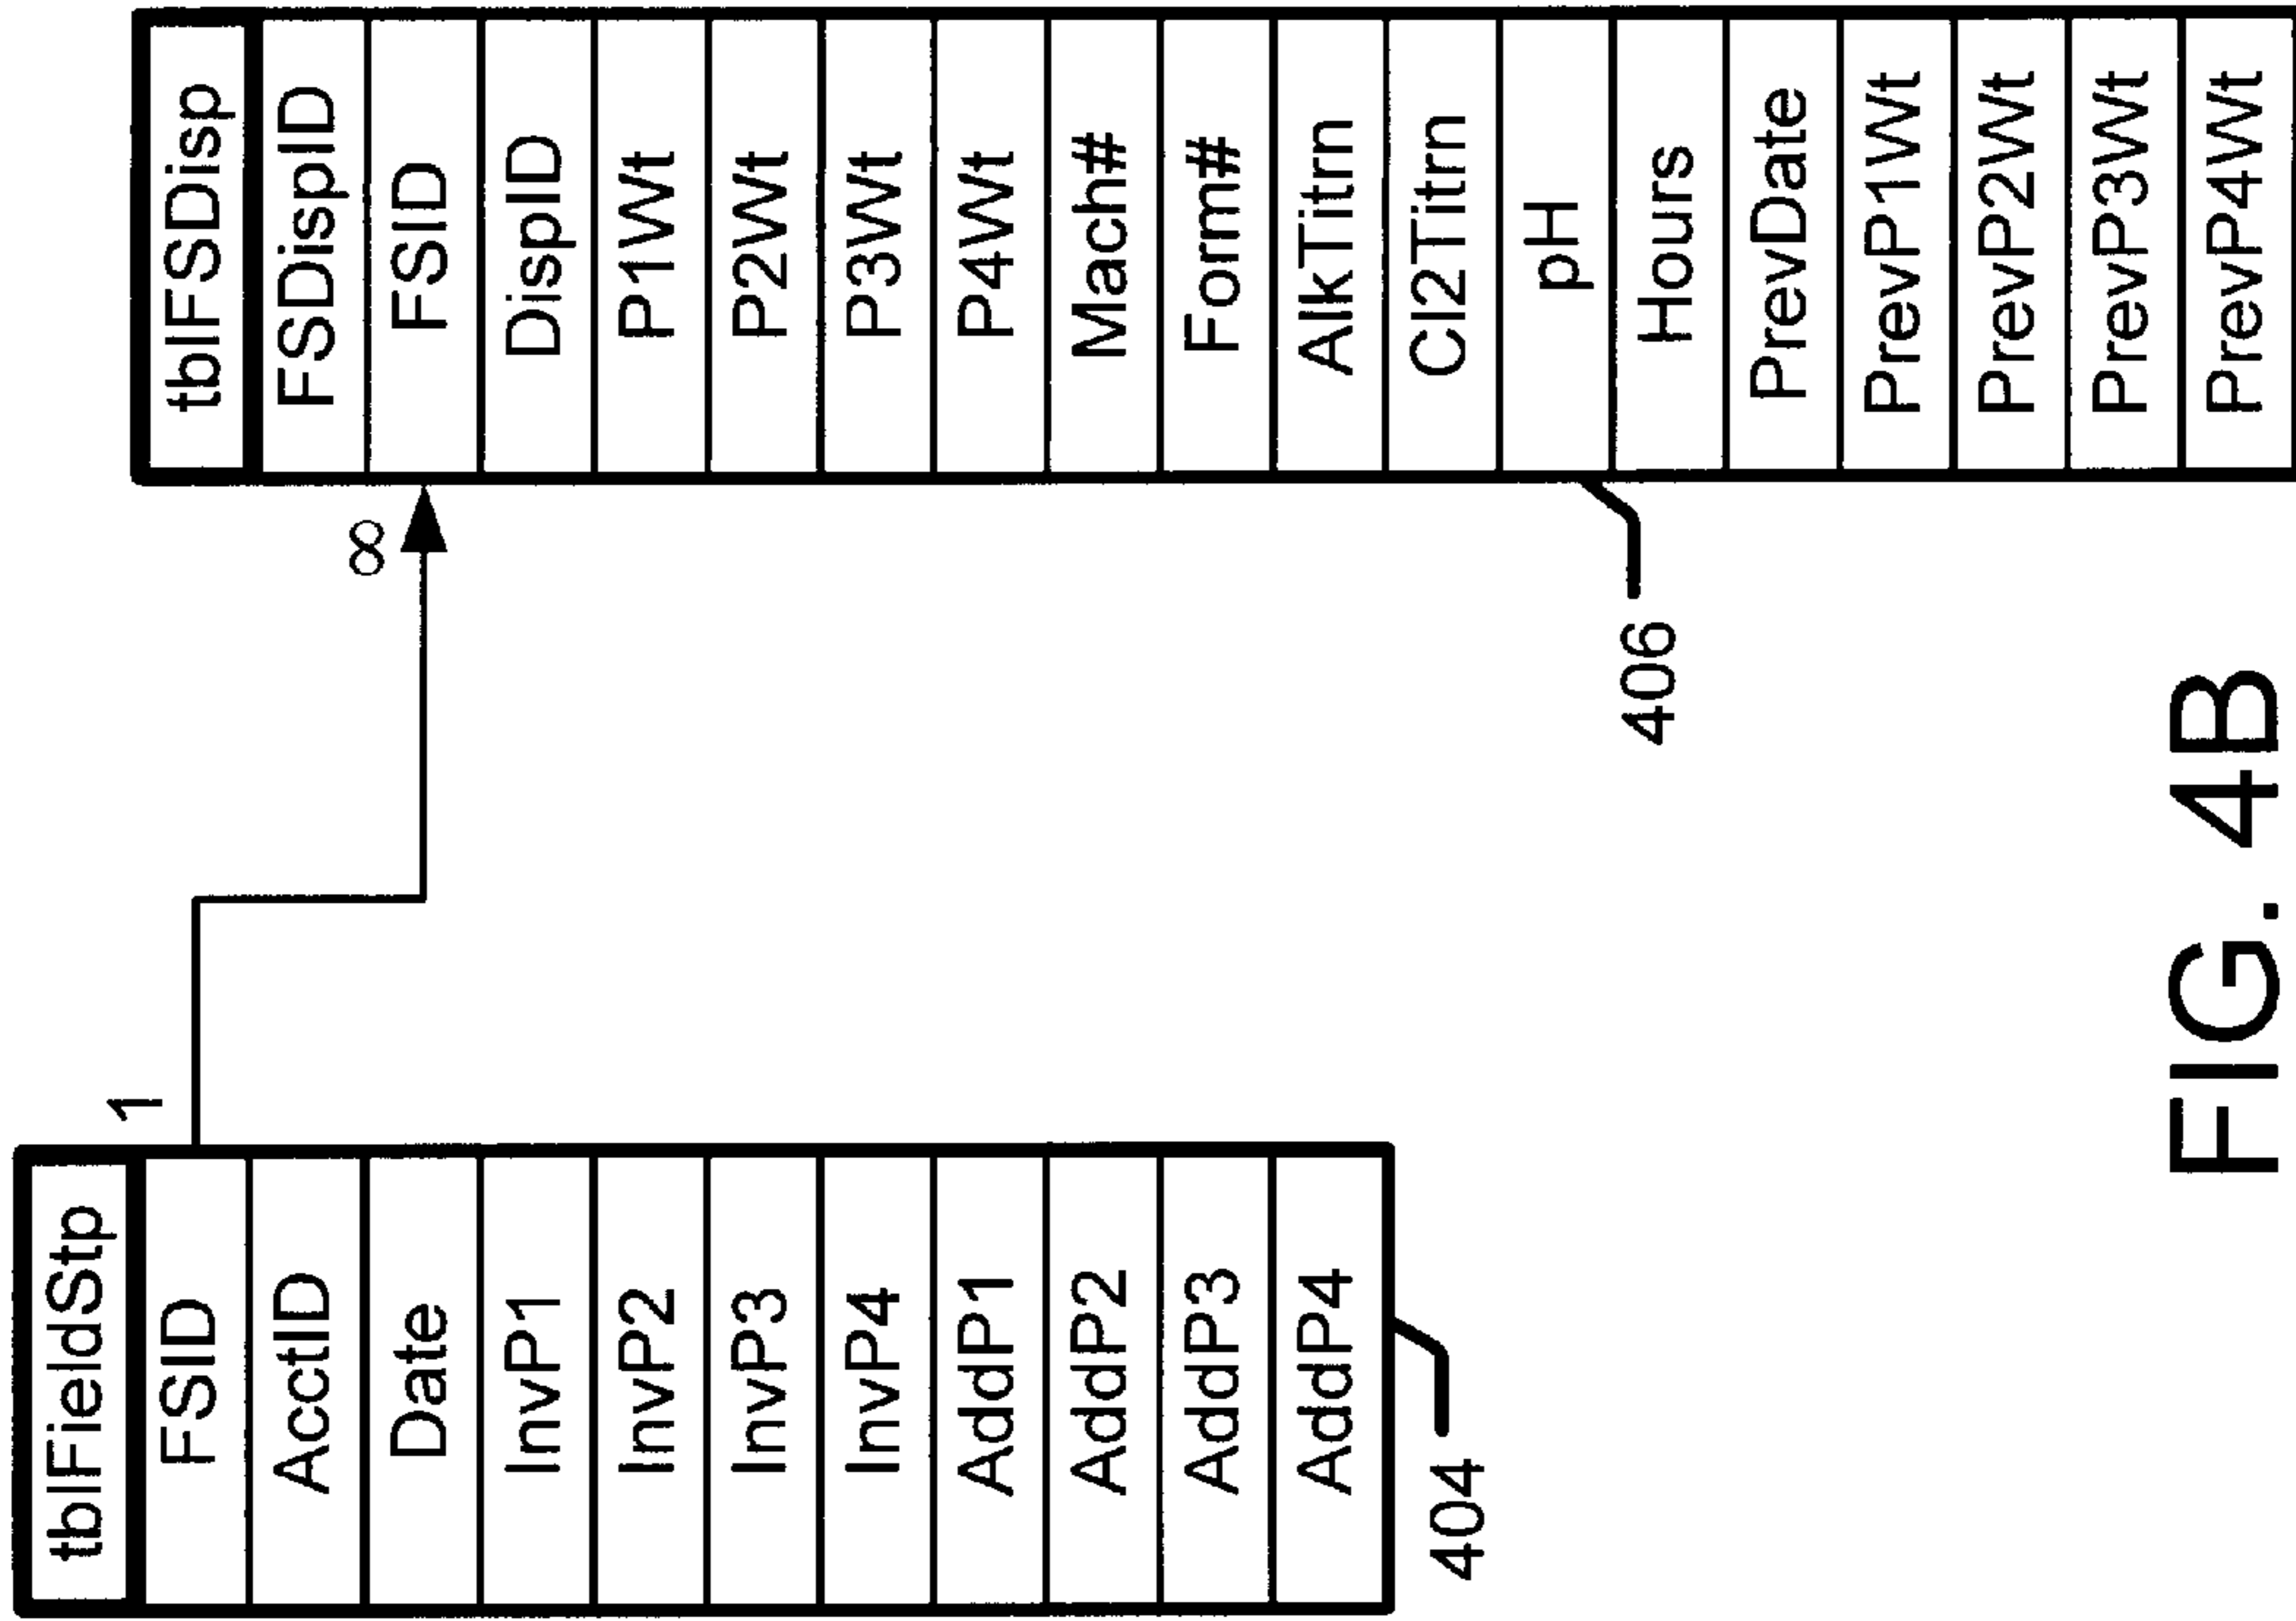 tblFieldStp
FSID
AcctID
Date
InvP1
InvP2
InvP3
InvP4
AddP1
AddP2
AddP3
AddP4
404
1
∞
tblFSDisp
FSDispID
FSID
DispID
P1Wt
P2Wt
P3Wt
P4Wt
Mach#
Form#
AlkTitrn
Cl2Titrn
pH
Hours
PrevDate
PrevP1Wt
PrevP2Wt
PrevP3Wt
PrevP4Wt
406
FIG. 4B